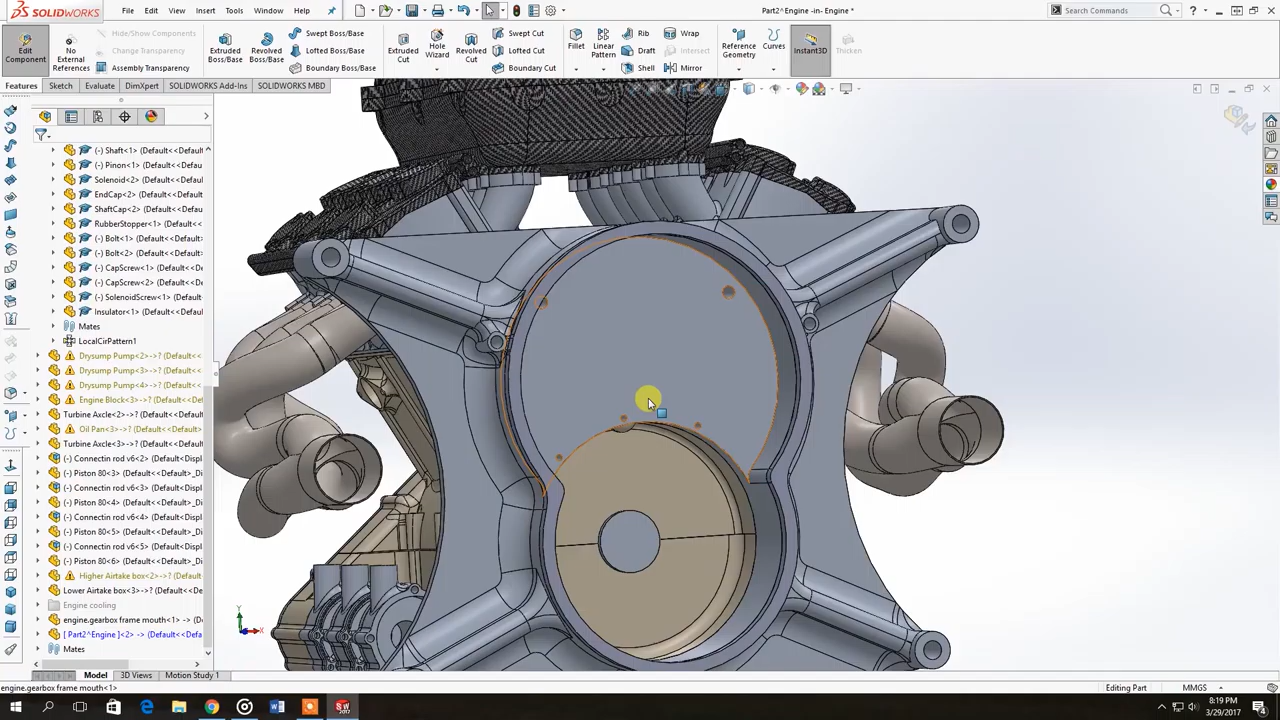 SOLIDWORKS
File Edit View Insert Tools Window Help
Part2^Engine -in- Engine *
Search Commands
Edit Component
No External References
Hide/Show Components
Change Transparency
Assembly Transparency
Extruded Boss/Base
Revolved Boss/Base
Swept Boss/Base
Lofted Boss/Base
Boundary Boss/Base
Extruded Cut
Hole Wizard
Revolved Cut
Swept Cut
Lofted Cut
Boundary Cut
Fillet
Linear Pattern
Rib
Draft
Shell
Wrap
Intersect
Mirror
Reference Geometry
Curves
Instant3D
Thicken
Features Sketch Evaluate DimXpert SOLIDWORKS Add-Ins SOLIDWORKS MBD
(-) Shaft<1> (Default<<Defaul
(-) Pinon<1> (Default<<Defau
Solenoid<2> (Default<<Defau
EndCap<2> (Default<<Defaul
ShaftCap<2> (Default<<Defau
RubberStopper<1> (Default<
(-) Bolt<1> (Default<<Default
(-) Bolt<2> (Default<<Default
(-) CapScrew<1> (Default<<D
(-) CapScrew<2> (Default<<D
(-) SolenoidScrew<1> (Defaul
Insulator<1> (Default<<Defau
Mates
LocalCirPattern1
Drysump Pump<2>->? (Default<<
Drysump Pump<3>->? (Default<<
Drysump Pump<4>->? (Default<<
Engine Block<3>->? (Default<<D
Turbine Axcle<2> (Default<<Default
Oil Pan<3>->? (Default<<Default
Turbine Axcle<3> (Default<<Default
(-) Connectin rod v6<2> (Default<Displ
(-) Piston 80<3> (Default<<Default>_Di
(-) Connectin rod v6<3> (Default<Displ
(-) Piston 80<4> (Default<<Default>_Di
(-) Connectin rod v6<4> (Default<Displ
(-) Piston 80<5> (Default<<Default>_Di
(-) Connectin rod v6<5> (Default<Displ
(-) Piston 80<6> (Default<<Default>_Di
Higher Airtake box<2>->? (Default
Lower Airtake box<3>->? (Default<<
Engine cooling
engine.gearbox frame mouth<1> -> (D
[ Part2^Engine ]<2> -> (Default<<Defa
Mates
Y
X
Model 3D Views Motion Study 1
engine.gearbox frame mouth<1>
Editing Part MMGS
8:19 PM
3/29/2017